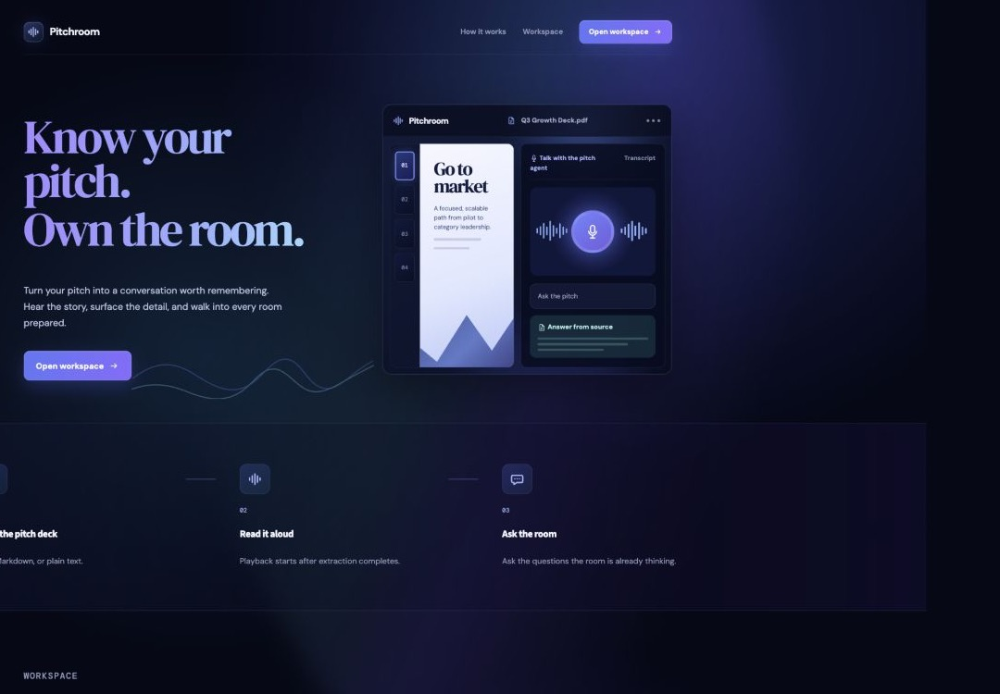 Pitchroom
How it works
Workspace
Open workspace →
Know your
pitch.
Own the room.
Turn your pitch into a conversation worth remembering.
Hear the story, surface the detail, and walk into every room
prepared.
Open workspace →
Pitchroom
Q3 Growth Deck.pdf
01
02
03
04
Go to
market
A focused, scalable
path from pilot to
category leadership.
Talk with the pitch
agent
Transcript
Ask the pitch
Answer from source
the pitch deck
Markdown, or plain text.
02
Read it aloud
Playback starts after extraction completes.
03
Ask the room
Ask the questions the room is already thinking.
WORKSPACE